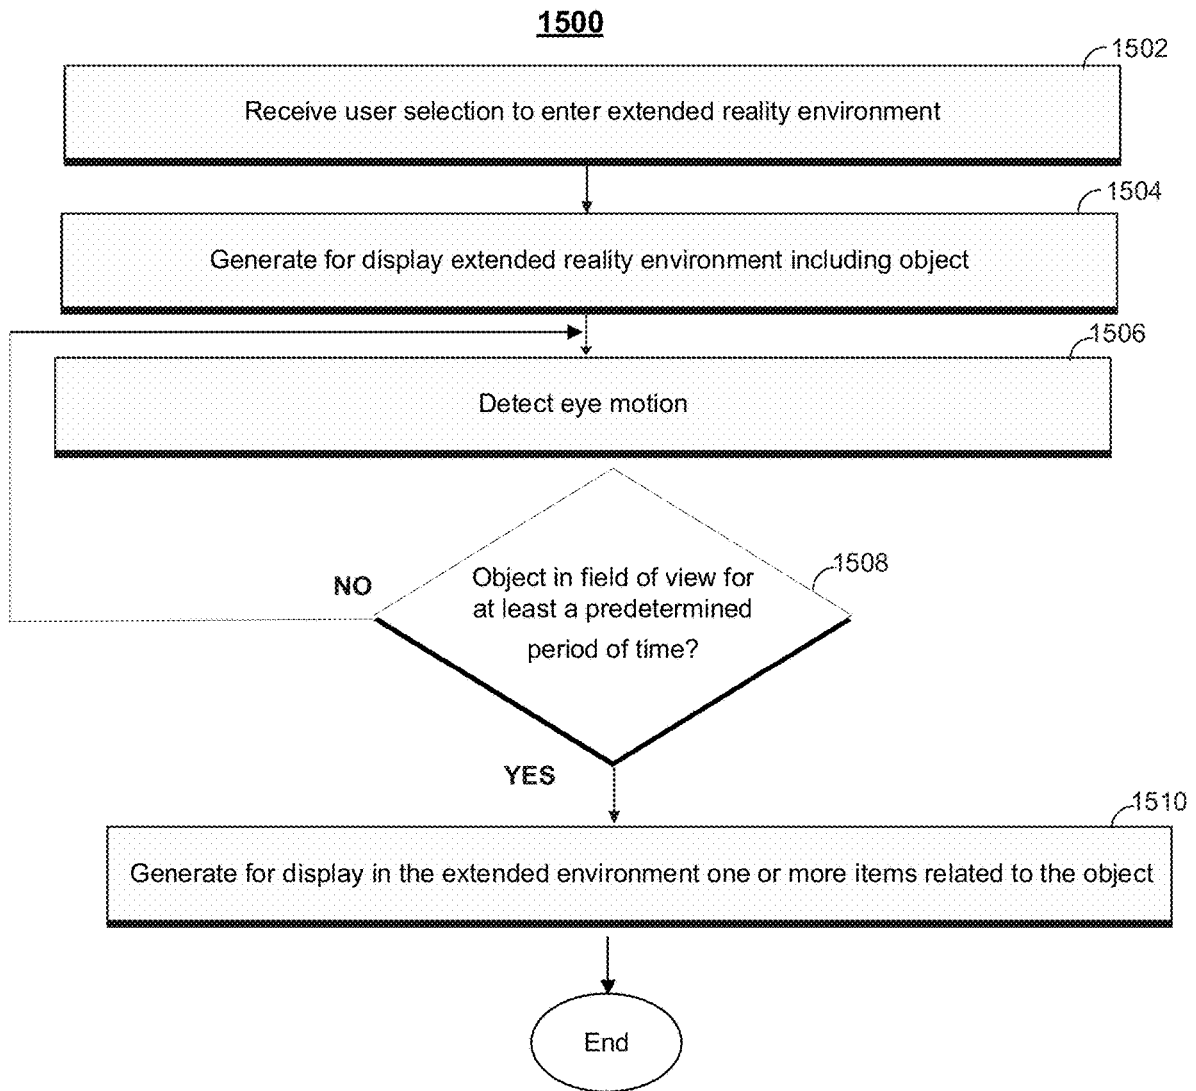 1500
1502
Receive user selection to enter extended reality environment
1504
Generate for display extended reality environment including object
1506
Detect eye motion
1508
NO
Object in field of view for
at least a predetermined
period of time?
YES
1510
Generate for display in the extended environment one or more items related to the object
End